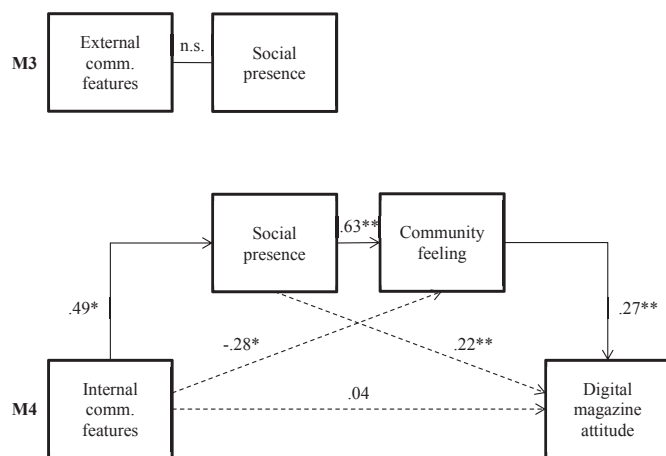 M3
External
comm.
features
n.s.
Social
presence
Social
presence
.63**
Community
feeling
.49*
-.28*
.22**
.27**
M4
Internal
comm.
features
.04
Digital
magazine
attitude